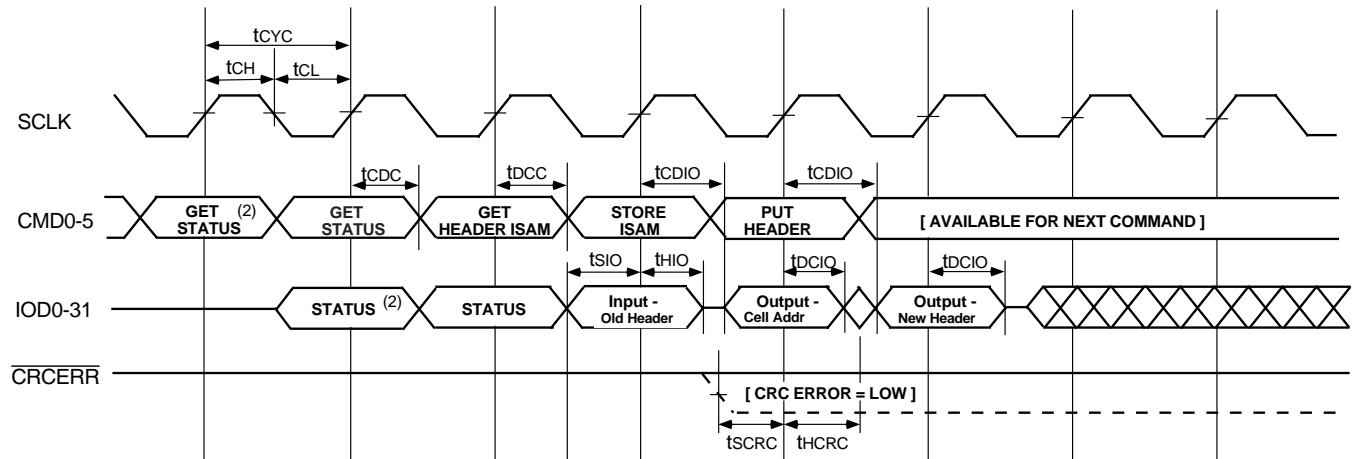 tCYC
tCH tCL
SCLK
tCDC tDCC tCDIO tCDIO
CMD0-5 GET STATUS (2) GET STATUS GET HEADER ISAM STORE ISAM PUT HEADER [ AVAILABLE FOR NEXT COMMAND ]
tSIO tHIO tDCIO tDCIO
IOD0-31 STATUS (2) STATUS Input - Old Header Output - Cell Addr Output - New Header
CRCERR
[ CRC ERROR = LOW ]
tSCRC tHCRC